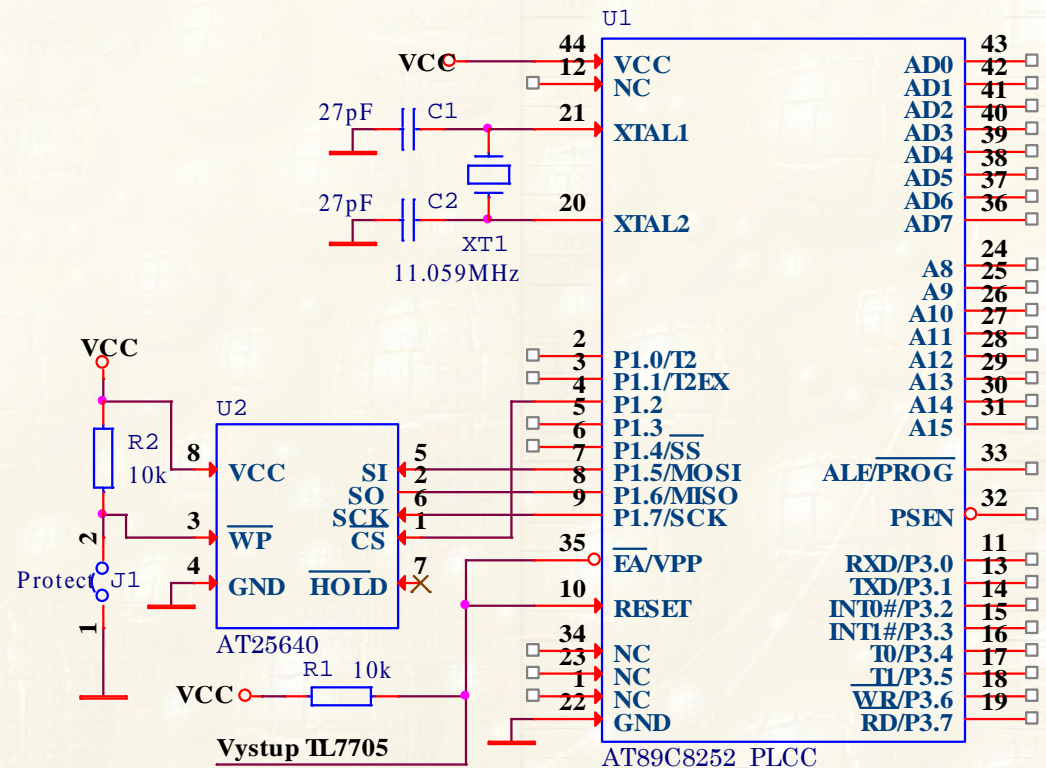 U1
44
VCC
VCC
12
NC
27pF
C1
21
XTAL1
27pF
C2
20
XTAL2
XT1
11.059MHz
2
P1.0/T2
3
P1.1/T2EX
4
P1.2
5
P1.3
6
P1.4/SS
7
P1.5/MOSI
8
P1.6/MISO
9
P1.7/SCK
35
EA/VPP
10
RESET
34
NC
23
NC
1
NC
22
GND
43
AD0
42
AD1
41
AD2
40
AD3
39
AD4
38
AD5
37
AD6
36
AD7
24
A8
25
A9
26
A10
27
A11
28
A12
29
A13
30
A14
31
A15
33
ALE/PROG
32
PSEN
11
RXD/P3.0
13
TXD/P3.1
14
INT0#/P3.2
15
INT1#/P3.3
16
T0/P3.4
17
T1/P3.5
18
WR/P3.6
19
RD/P3.7
AT89C8252 PLCC
VCC
R2
10k
U2
8
VCC
3
WP
4
GND
5
SI
2
SO
6
SCK
1
CS
7
HOLD
AT25640
2
Protect
J1
1
R1 10k
VCC
Vystup TL7705